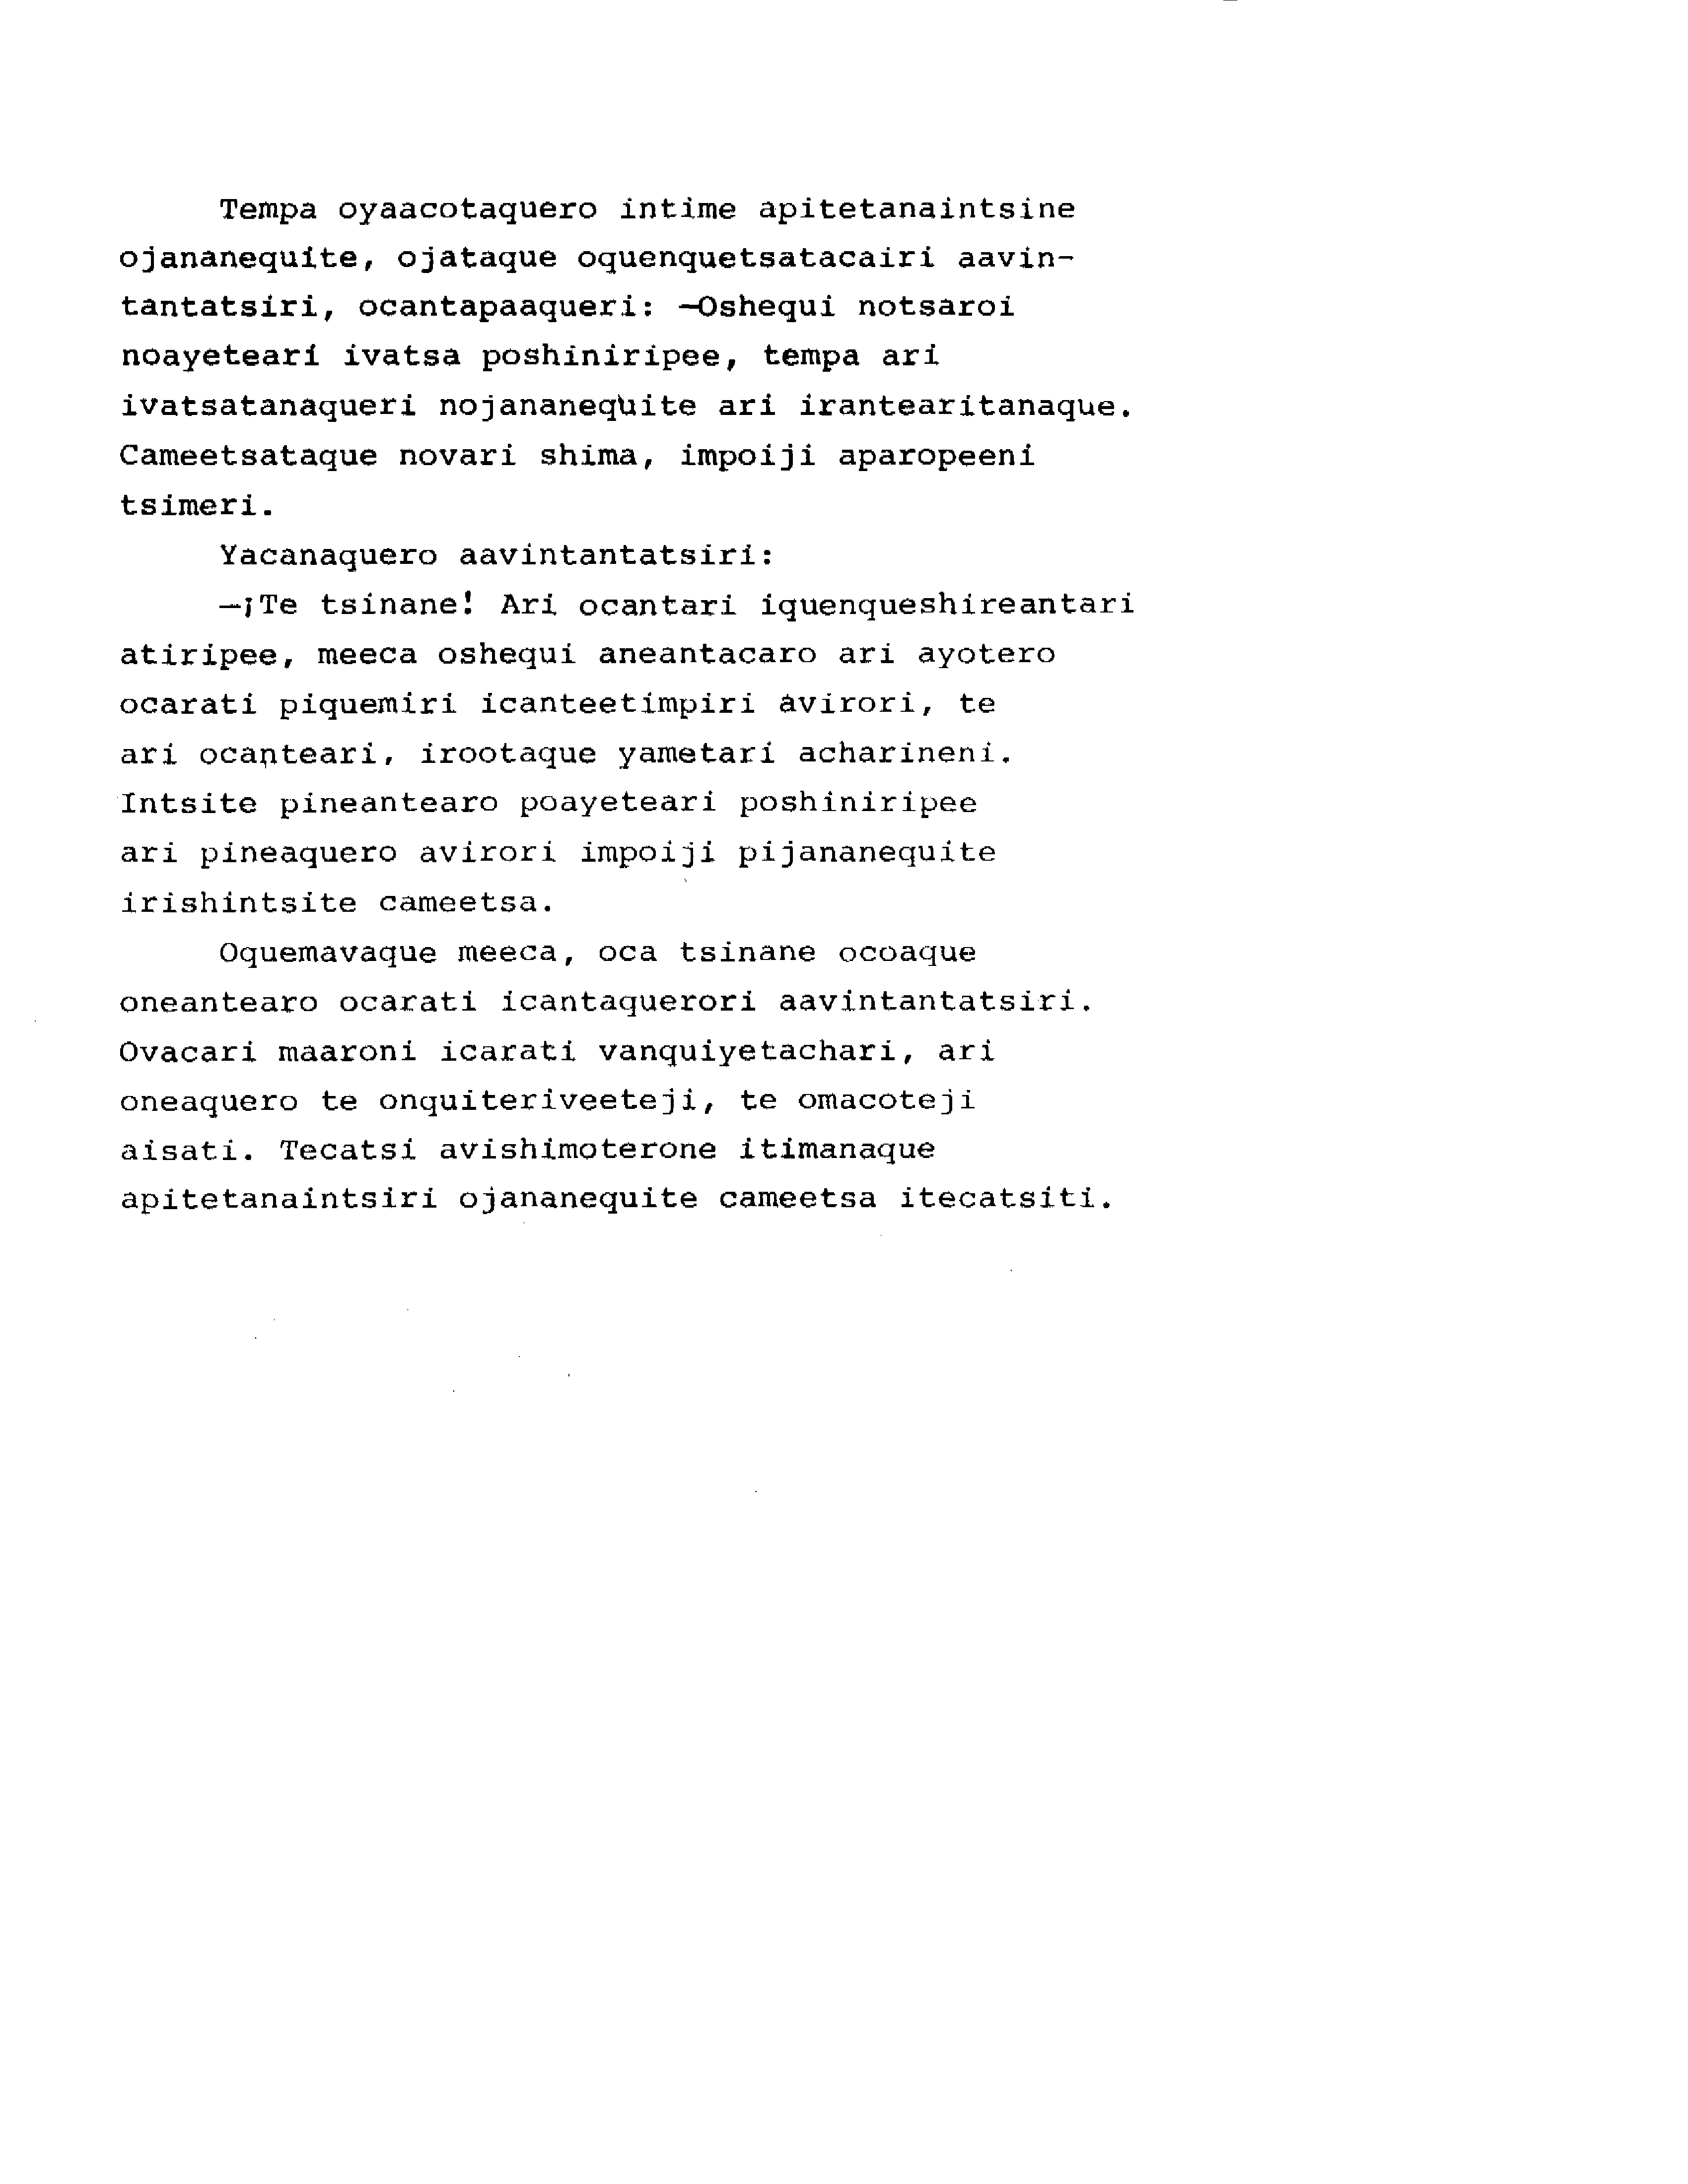 Tempa oyaacotaquero intime apitetanaintsine
ojananequite, ojataque oquenquetsatacairi aavin-
tantatsiri, ocantapaaqueri: —Oshequi notsaroi
noayeteari ivatsa poshiniripee, tempa ari
ivatsatanaqueri nojananequite ari irantearitanaque.
Cameetsataque novari shima, impoiji aparopeeni
tsimeri.
Yacanaquero aavintantatsiri:
—¡Te tsinane! Ari ocantari iquenqueshireantari
atiripee, meeca oshequi aneantacaro ari ayotero
ocarati piquemiri icanteetimpiri avirori, te
ari ocanteari, irootaque yametari acharineni.
Intsite pineantearo poayeteari poshiniripee
ari pineaquero avirori impoiji pijananequite
irishintsite cameetsa.
Oquemavaque meeca, oca tsinane ocoaque
oneantearo ocarati icantaquerori aavintantatsiri.
Ovacari maaroni icarati vanquiyetachari, ari
oneaquero te onquiteriveeteji, te omacoteji
aisati. Tecatsi avishimoterone itimanaque
apitetanaintsiri ojananequite cameetsa itecatsiti.